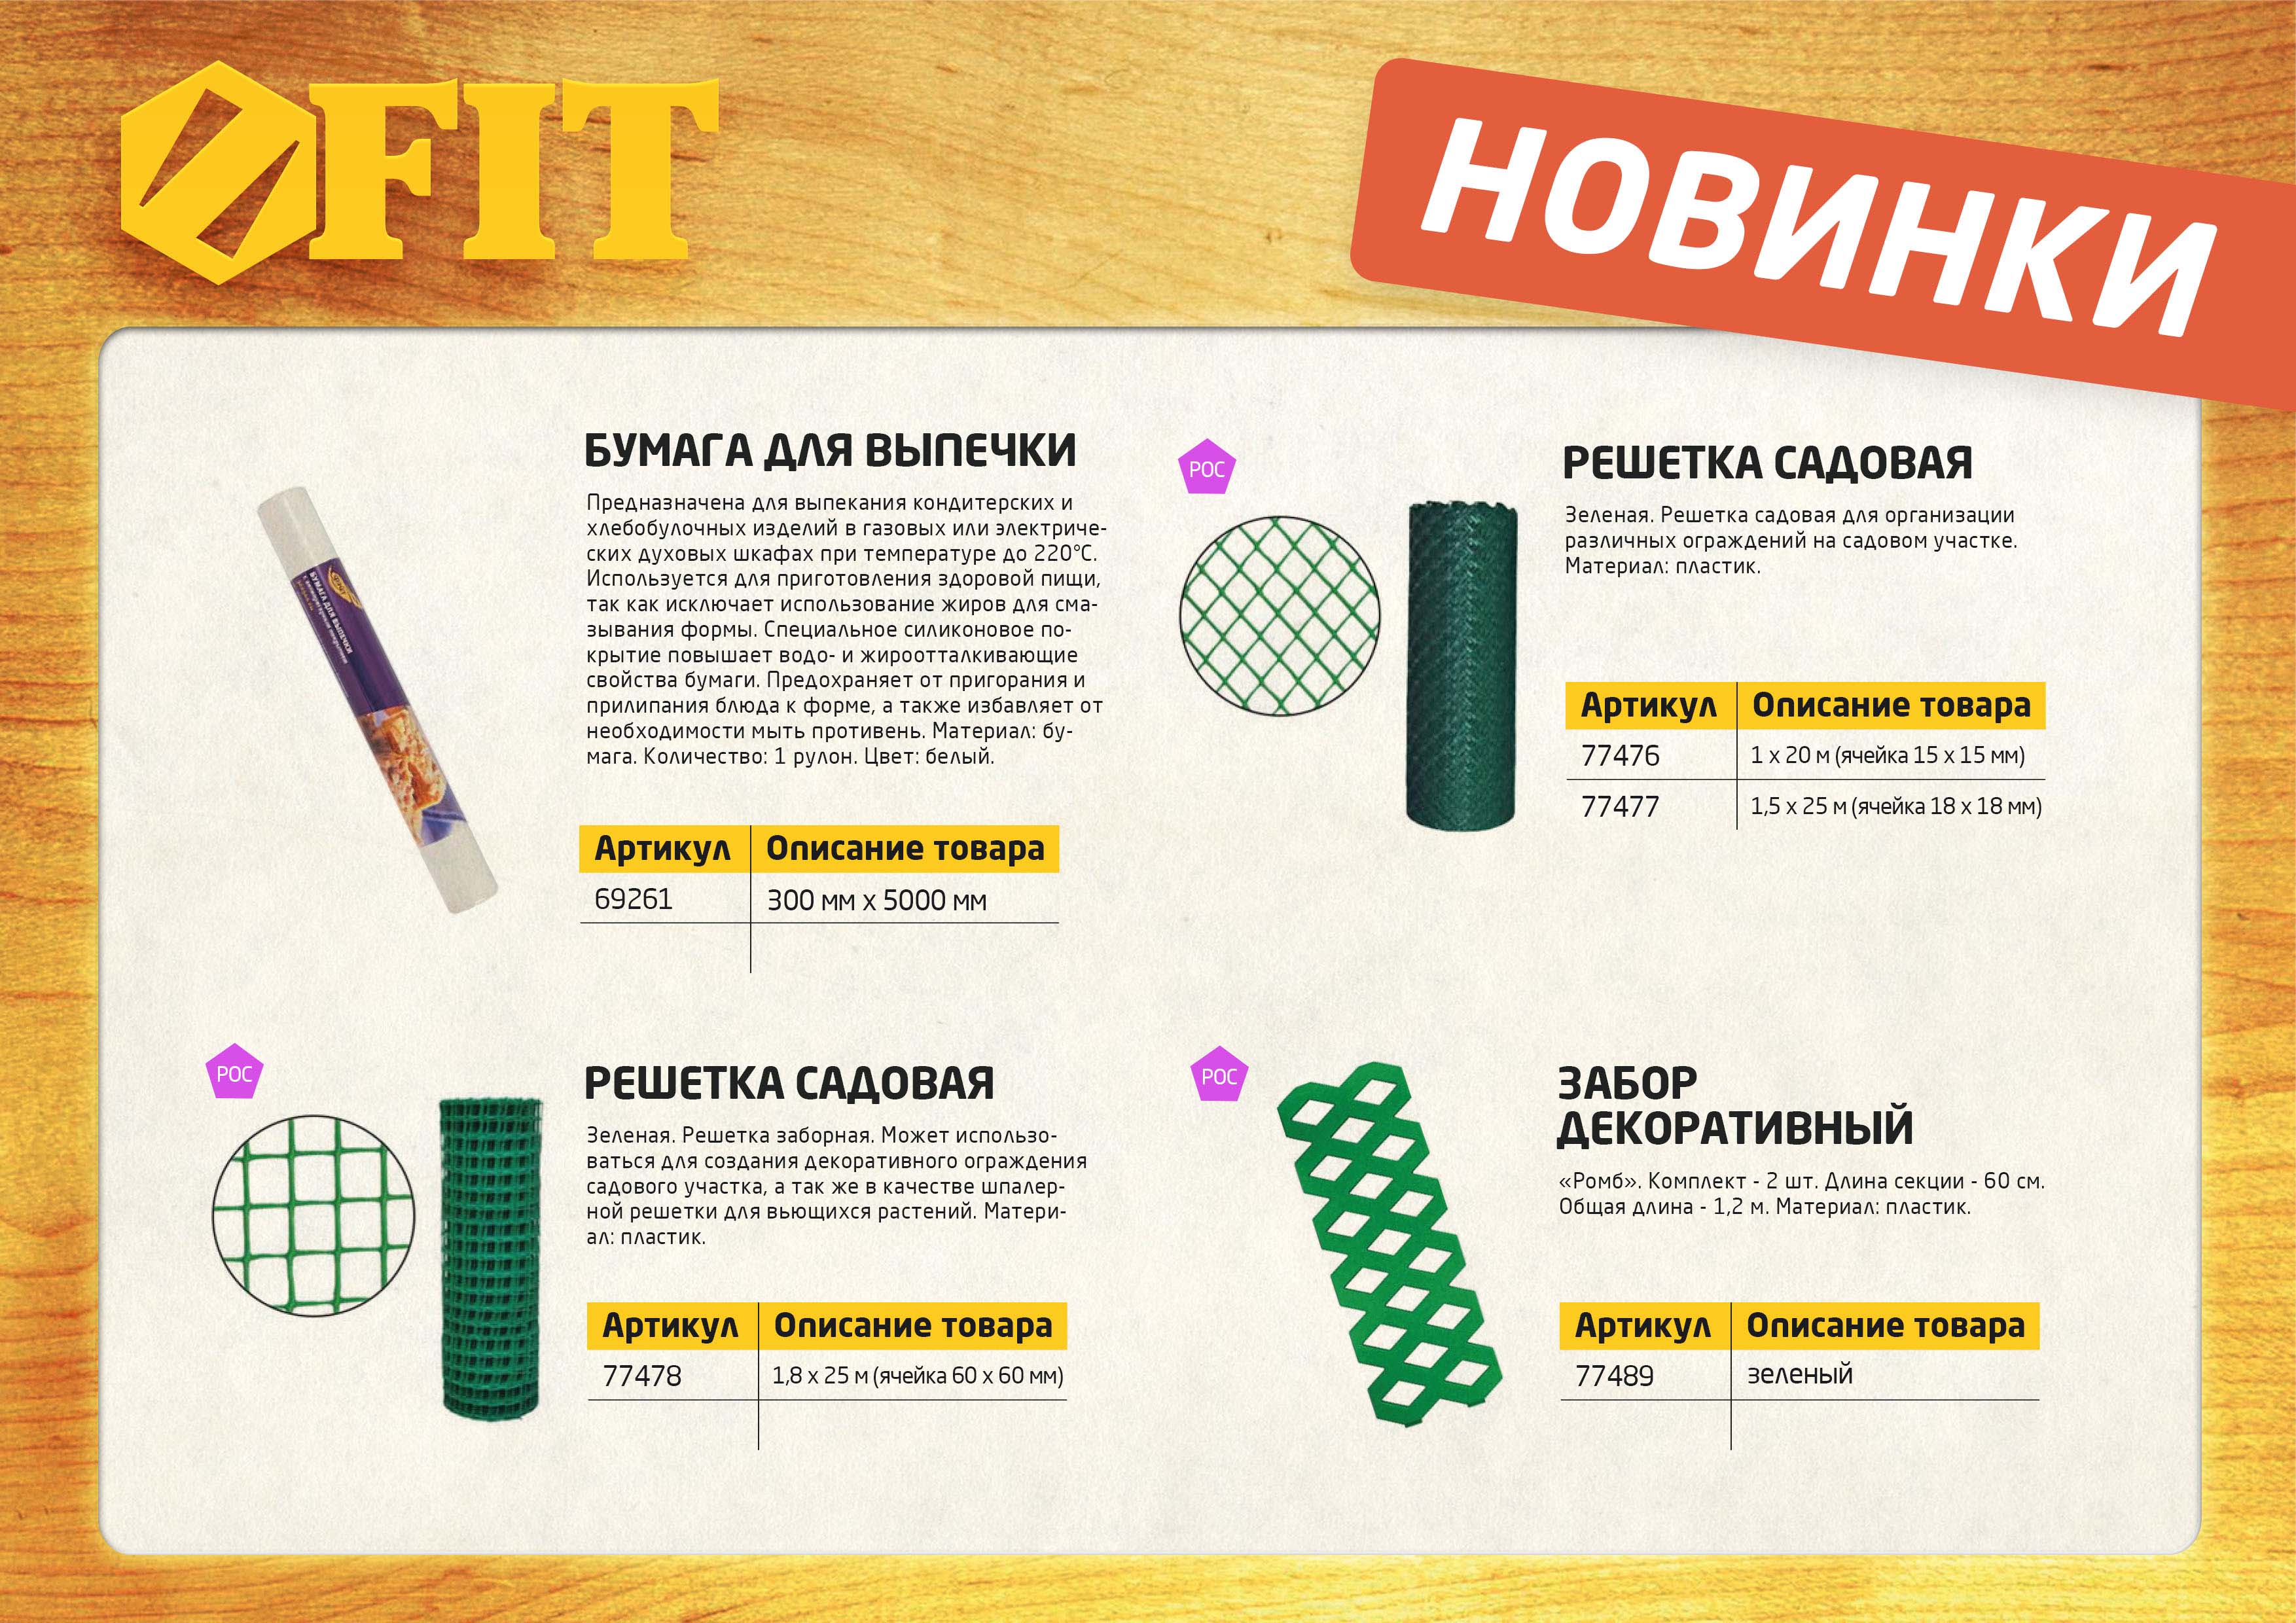 FIT
НОВИНКИ
БУМАГА ДЛЯ ВЫПЕЧКИ
Предназначена для выпекания кондитерских и
хлебобулочных изделий в газовых или электриче-
ских духовых шкафах при температуре до 220°С.
Используется для приготовления здоровой пищи,
так как исключает использование жиров для сма-
зывания формы. Специальное силиконовое по-
крытие повышает водо- и жироотталкивающие
свойства бумаги. Предохраняет от пригорания и
прилипания блюда к форме, а также избавляет от
необходимости мыть противень. Материал: бу-
мага. Количество: 1 рулон. Цвет: белый.
БУМАГА ДЛЯ ВЫПЕЧКИ
Артикул Описание товара
69261 300 мм x 5000 мм
РОС
РЕШЕТКА САДОВАЯ
Зеленая. Решетка садовая для организации
различных ограждений на садовом участке.
Материал: пластик.
Артикул Описание товара
77476 1 x 20 м (ячейка 15 x 15 мм)
77477 1,5 x 25 м (ячейка 18 x 18 мм)
РОС
РЕШЕТКА САДОВАЯ
Зеленая. Решетка заборная. Может использо-
ваться для создания декоративного ограждения
садового участка, а так же в качестве шпалер-
ной решетки для вьющихся растений. Матери-
ал: пластик.
Артикул Описание товара
77478 1,8 x 25 м (ячейка 60 x 60 мм)
РОС
ЗАБОР
ДЕКОРАТИВНЫЙ
«Ромб». Комплект - 2 шт. Длина секции - 60 см.
Общая длина - 1,2 м. Материал: пластик.
Артикул Описание товара
77489 зеленый